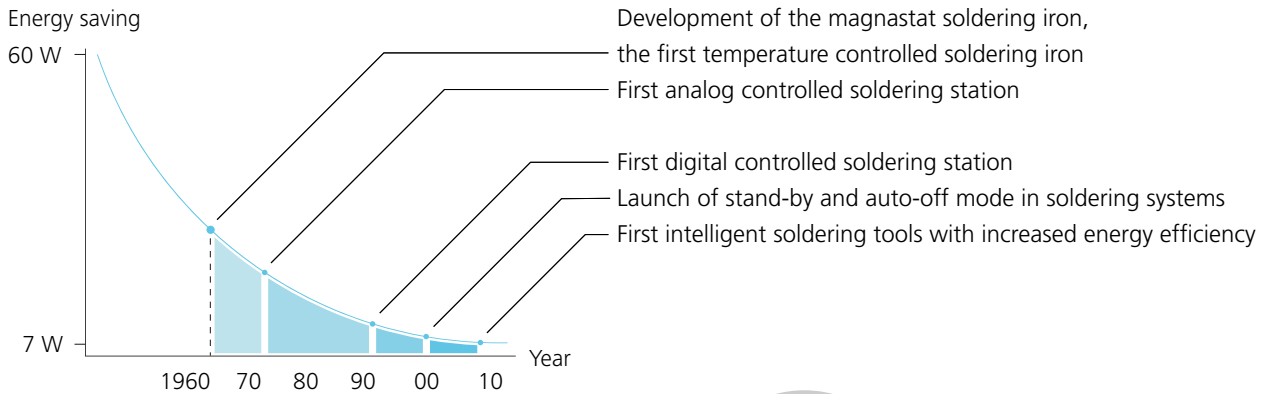 Energy saving
60 W
7 W
Development of the magnastat soldering iron,
the first temperature controlled soldering iron
First analog controlled soldering station
First digital controlled soldering station
Launch of stand-by and auto-off mode in soldering systems
First intelligent soldering tools with increased energy efficiency
Year
1960 70 80 90 00 10